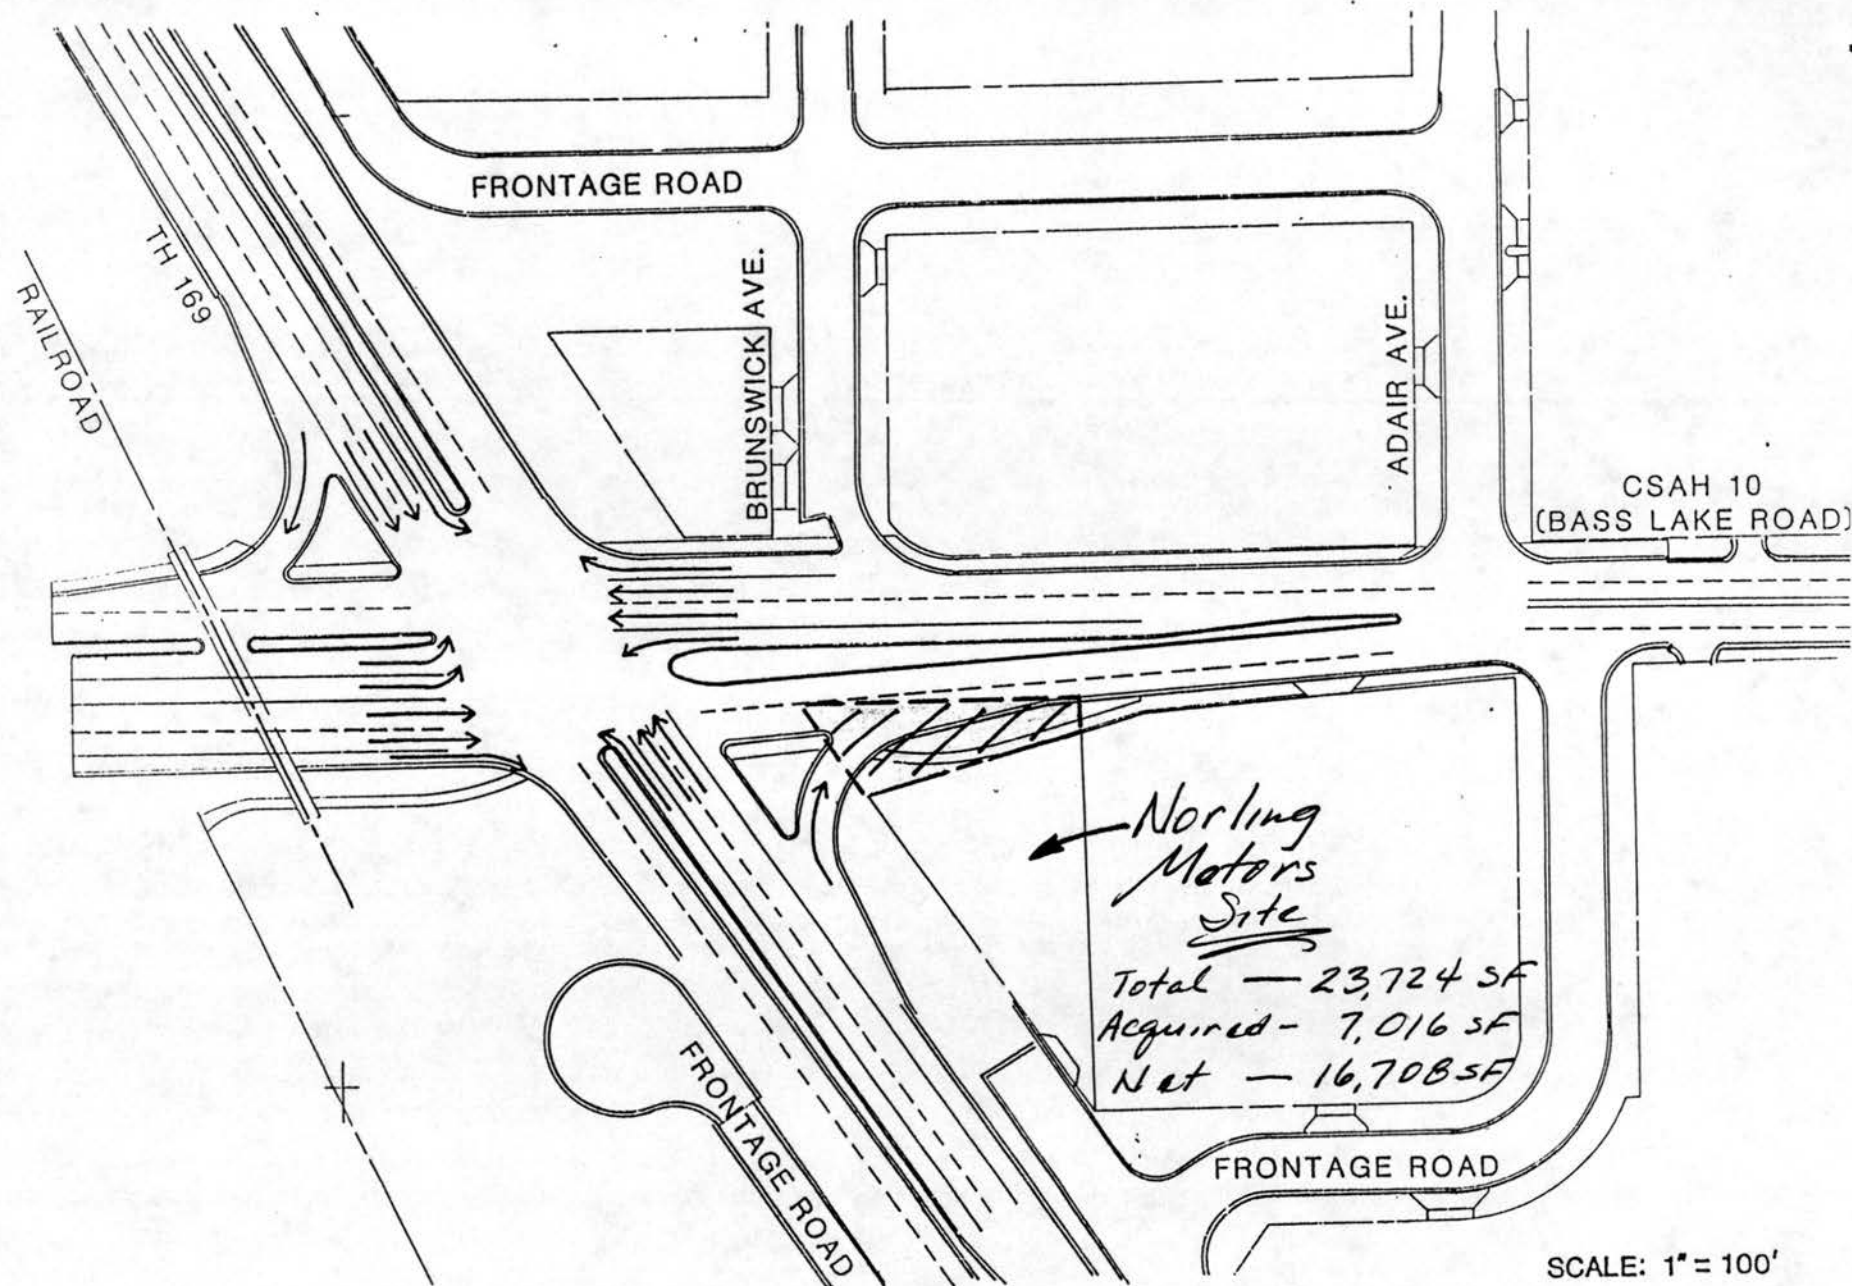 FRONTAGE ROAD
TH 169
RAILROAD
BRUNSWICK AVE.
ADAIR AVE.
CSAH 10
(BASS LAKE ROAD)
Norling
Motors
Site
Total — 23,724 SF
Acquired - 7,016 SF
Net — 16,708 SF
FRONTAGE ROAD
FRONTAGE ROAD
SCALE: 1" = 100'